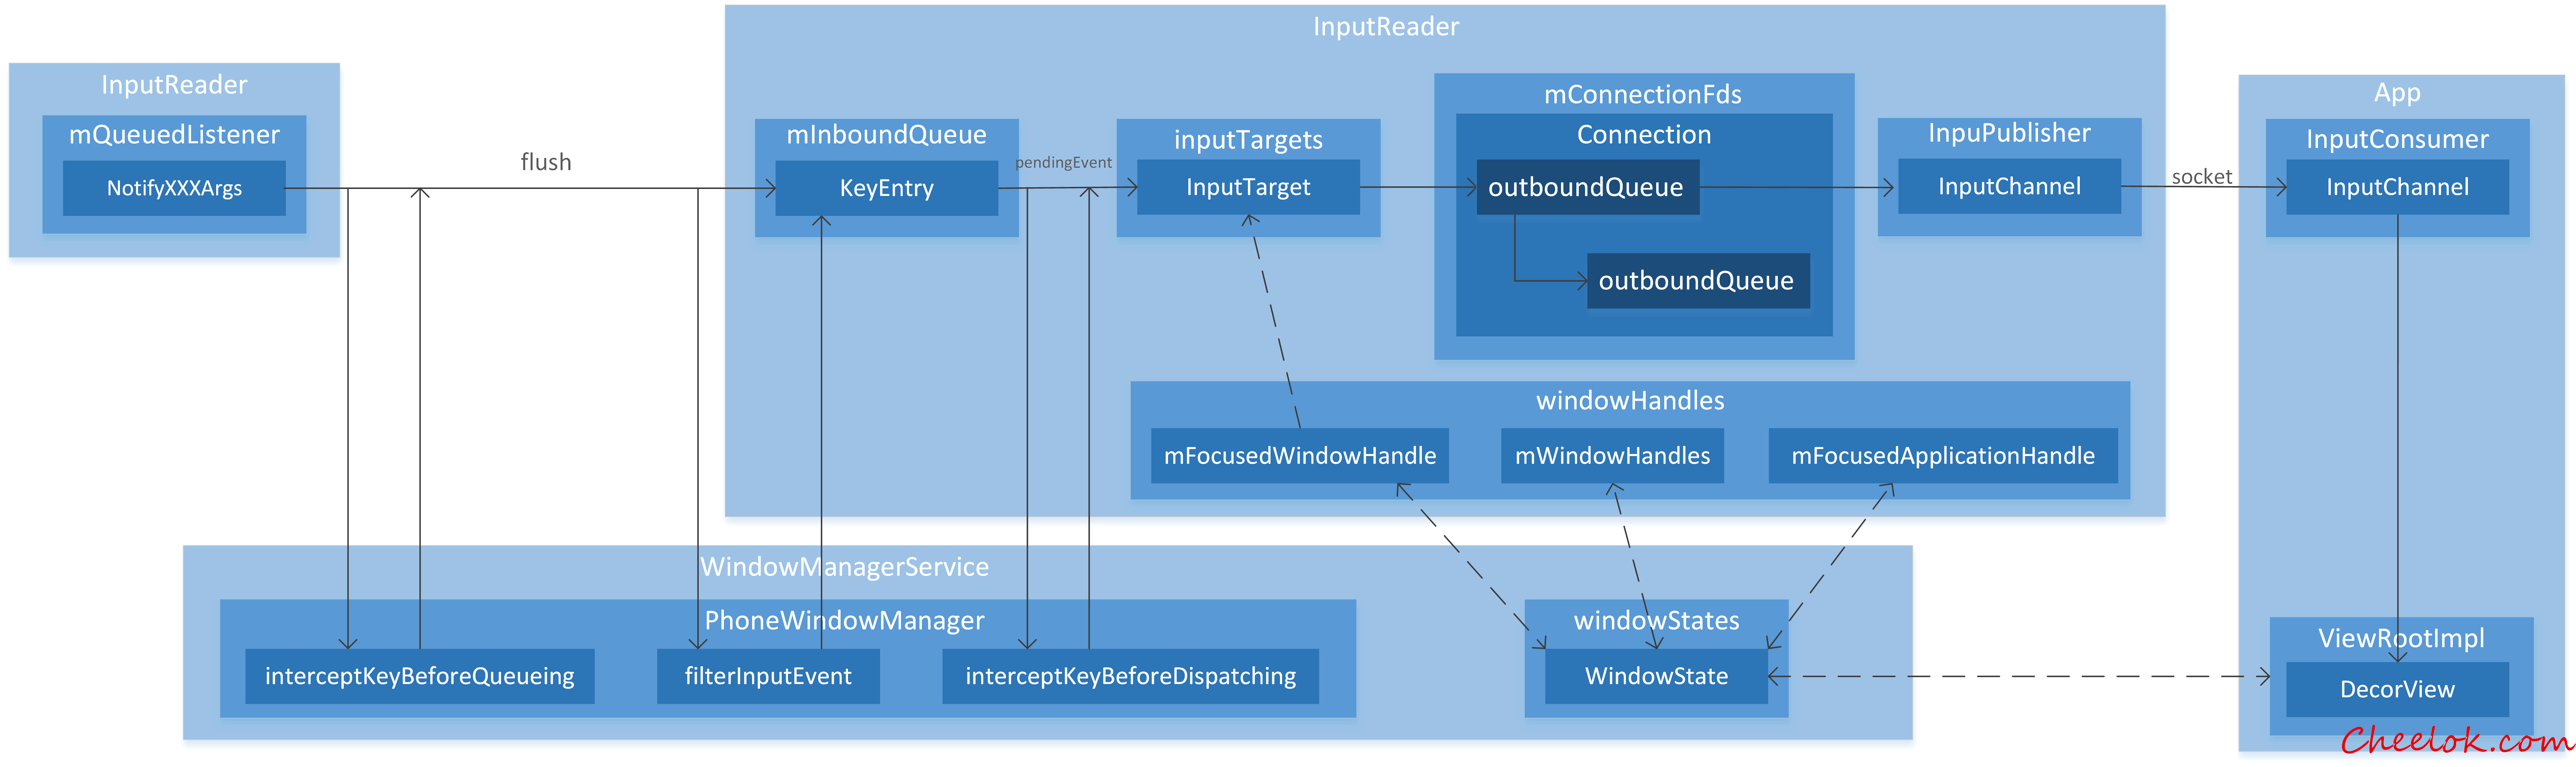 InputReader
mQueuedListener
NotifyXXXArgs
flush
InputReader
mInboundQueue
KeyEntry
pendingEvent
inputTargets
InputTarget
mConnectionFds
Connection
outboundQueue
outboundQueue
InpuPublisher
InputChannel
socket
App
InputConsumer
InputChannel
windowHandles
mFocusedWindowHandle
mWindowHandles
mFocusedApplicationHandle
WindowManagerService
PhoneWindowManager
interceptKeyBeforeQueueing
filterInputEvent
interceptKeyBeforeDispatching
windowStates
WindowState
ViewRootImpl
DecorView
Cheelok.com